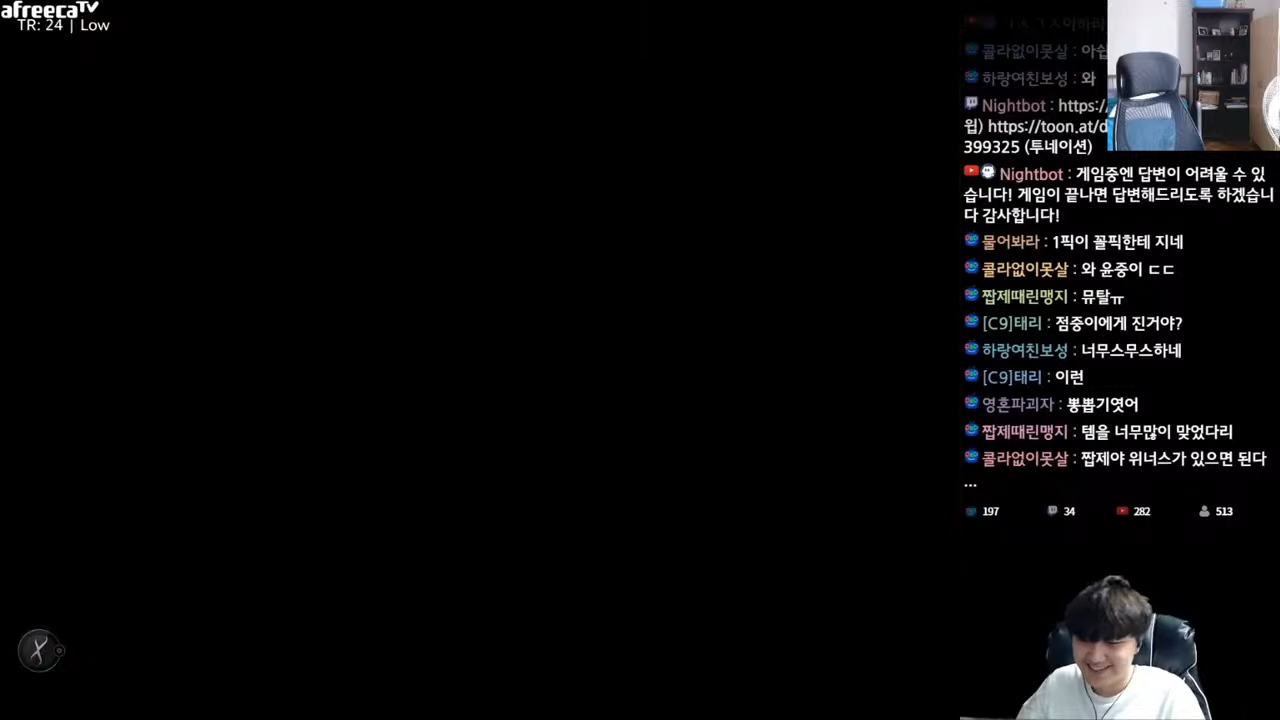 afreecaTV
TR: 24 | Low
콜라없이못살 : 아쉽
하랑여친보성 : 와
Nightbot : https:/
윕) https://toon.at/d
399325 (투네이션)
Nightbot : 게임중엔 답변이 어려울 수 있
습니다! 게임이 끝나면 답변해드리도록 하겠습니
다 감사합니다!
물어봐라 : 1픽이 꼴픽한테 지네
콜라없이못살 : 와 윤중이 ㄷㄷ
짭제때린맹지 : 뮤탈ㅠ
[C9]태리 : 점중이에게 진거야?
하랑여친보성 : 너무스무스하네
[C9]태리 : 이런
영혼파괴자 : 뽕뽑기엿어
짭제때린맹지 : 템을 너무많이 맞었다리
콜라없이못살 : 짭제야 위너스가 있으면 된다
...
197 34 282 513